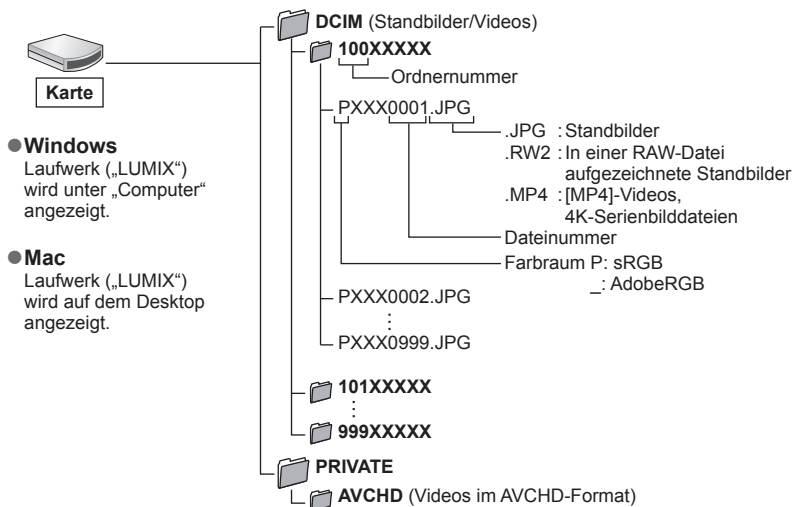 DCIM (Standbilder/Videos)
100XXXXX
Ordnernummer
Karte
PXXX0001.JPG
.JPG : Standbilder
.RW2 : In einer RAW-Datei
aufgezeichnete Standbilder
.MP4 : [MP4]-Videos,
4K-Serienbilddateien
Dateinummer
Farbraum P: sRGB
_: AdobeRGB
●Windows
Laufwerk („LUMIX“)
wird unter „Computer“
angezeigt.
●Mac
Laufwerk („LUMIX“)
wird auf dem Desktop
angezeigt.
PXXX0002.JPG
⋮
PXXX0999.JPG
101XXXXX
⋮
999XXXXX
PRIVATE
AVCHD (Videos im AVCHD-Format)